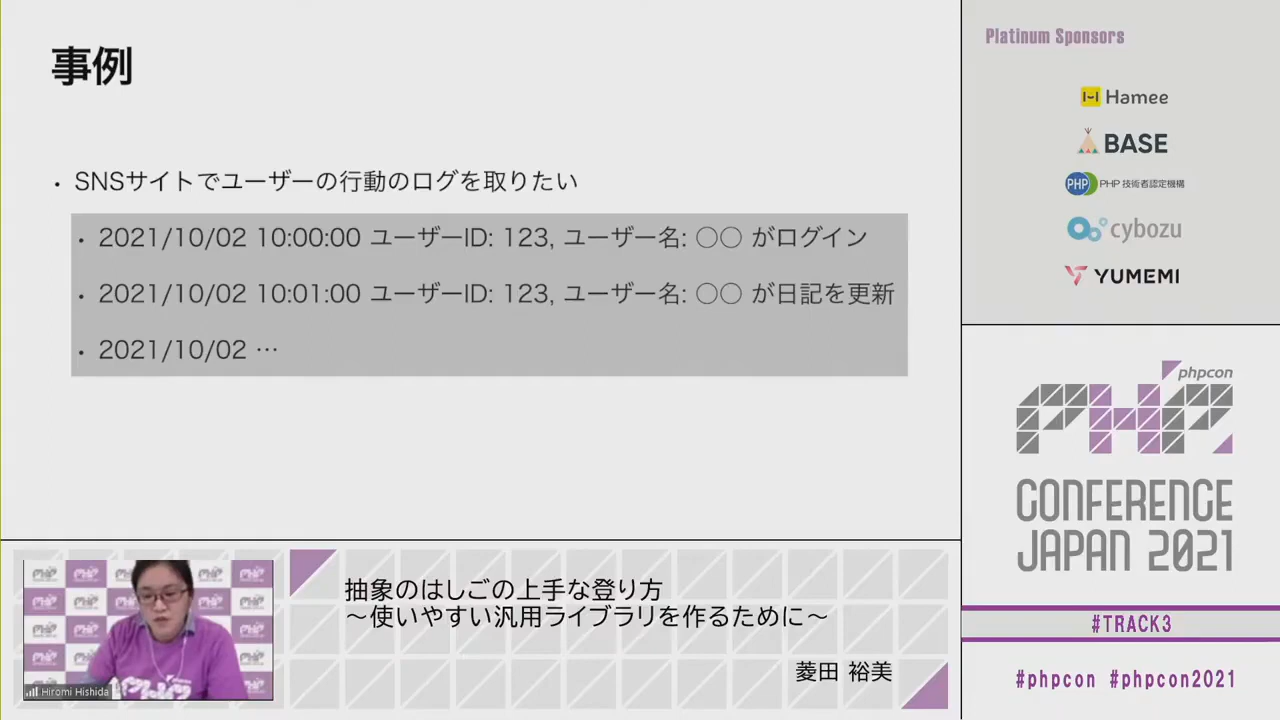 事例
・SNSサイトでユーザーの行動のログを取りたい
・2021/10/02 10:00:00 ユーザーID: 123, ユーザー名: 〇〇 がログイン
・2021/10/02 10:01:00 ユーザーID: 123, ユーザー名: 〇〇 が日記を更新
・2021/10/02 …
Platinum Sponsors
Hamee
BASE
PHP PHP 技術者認定機構
cybozu
YUMEMI
phpcon
PHP
CONFERENCE
JAPAN 2021
#TRACK3
#phpcon #phpcon2021
抽象のはしごの上手な登り方
〜使いやすい汎用ライブラリを作るために〜
菱田 裕美
Hiromi Hishida